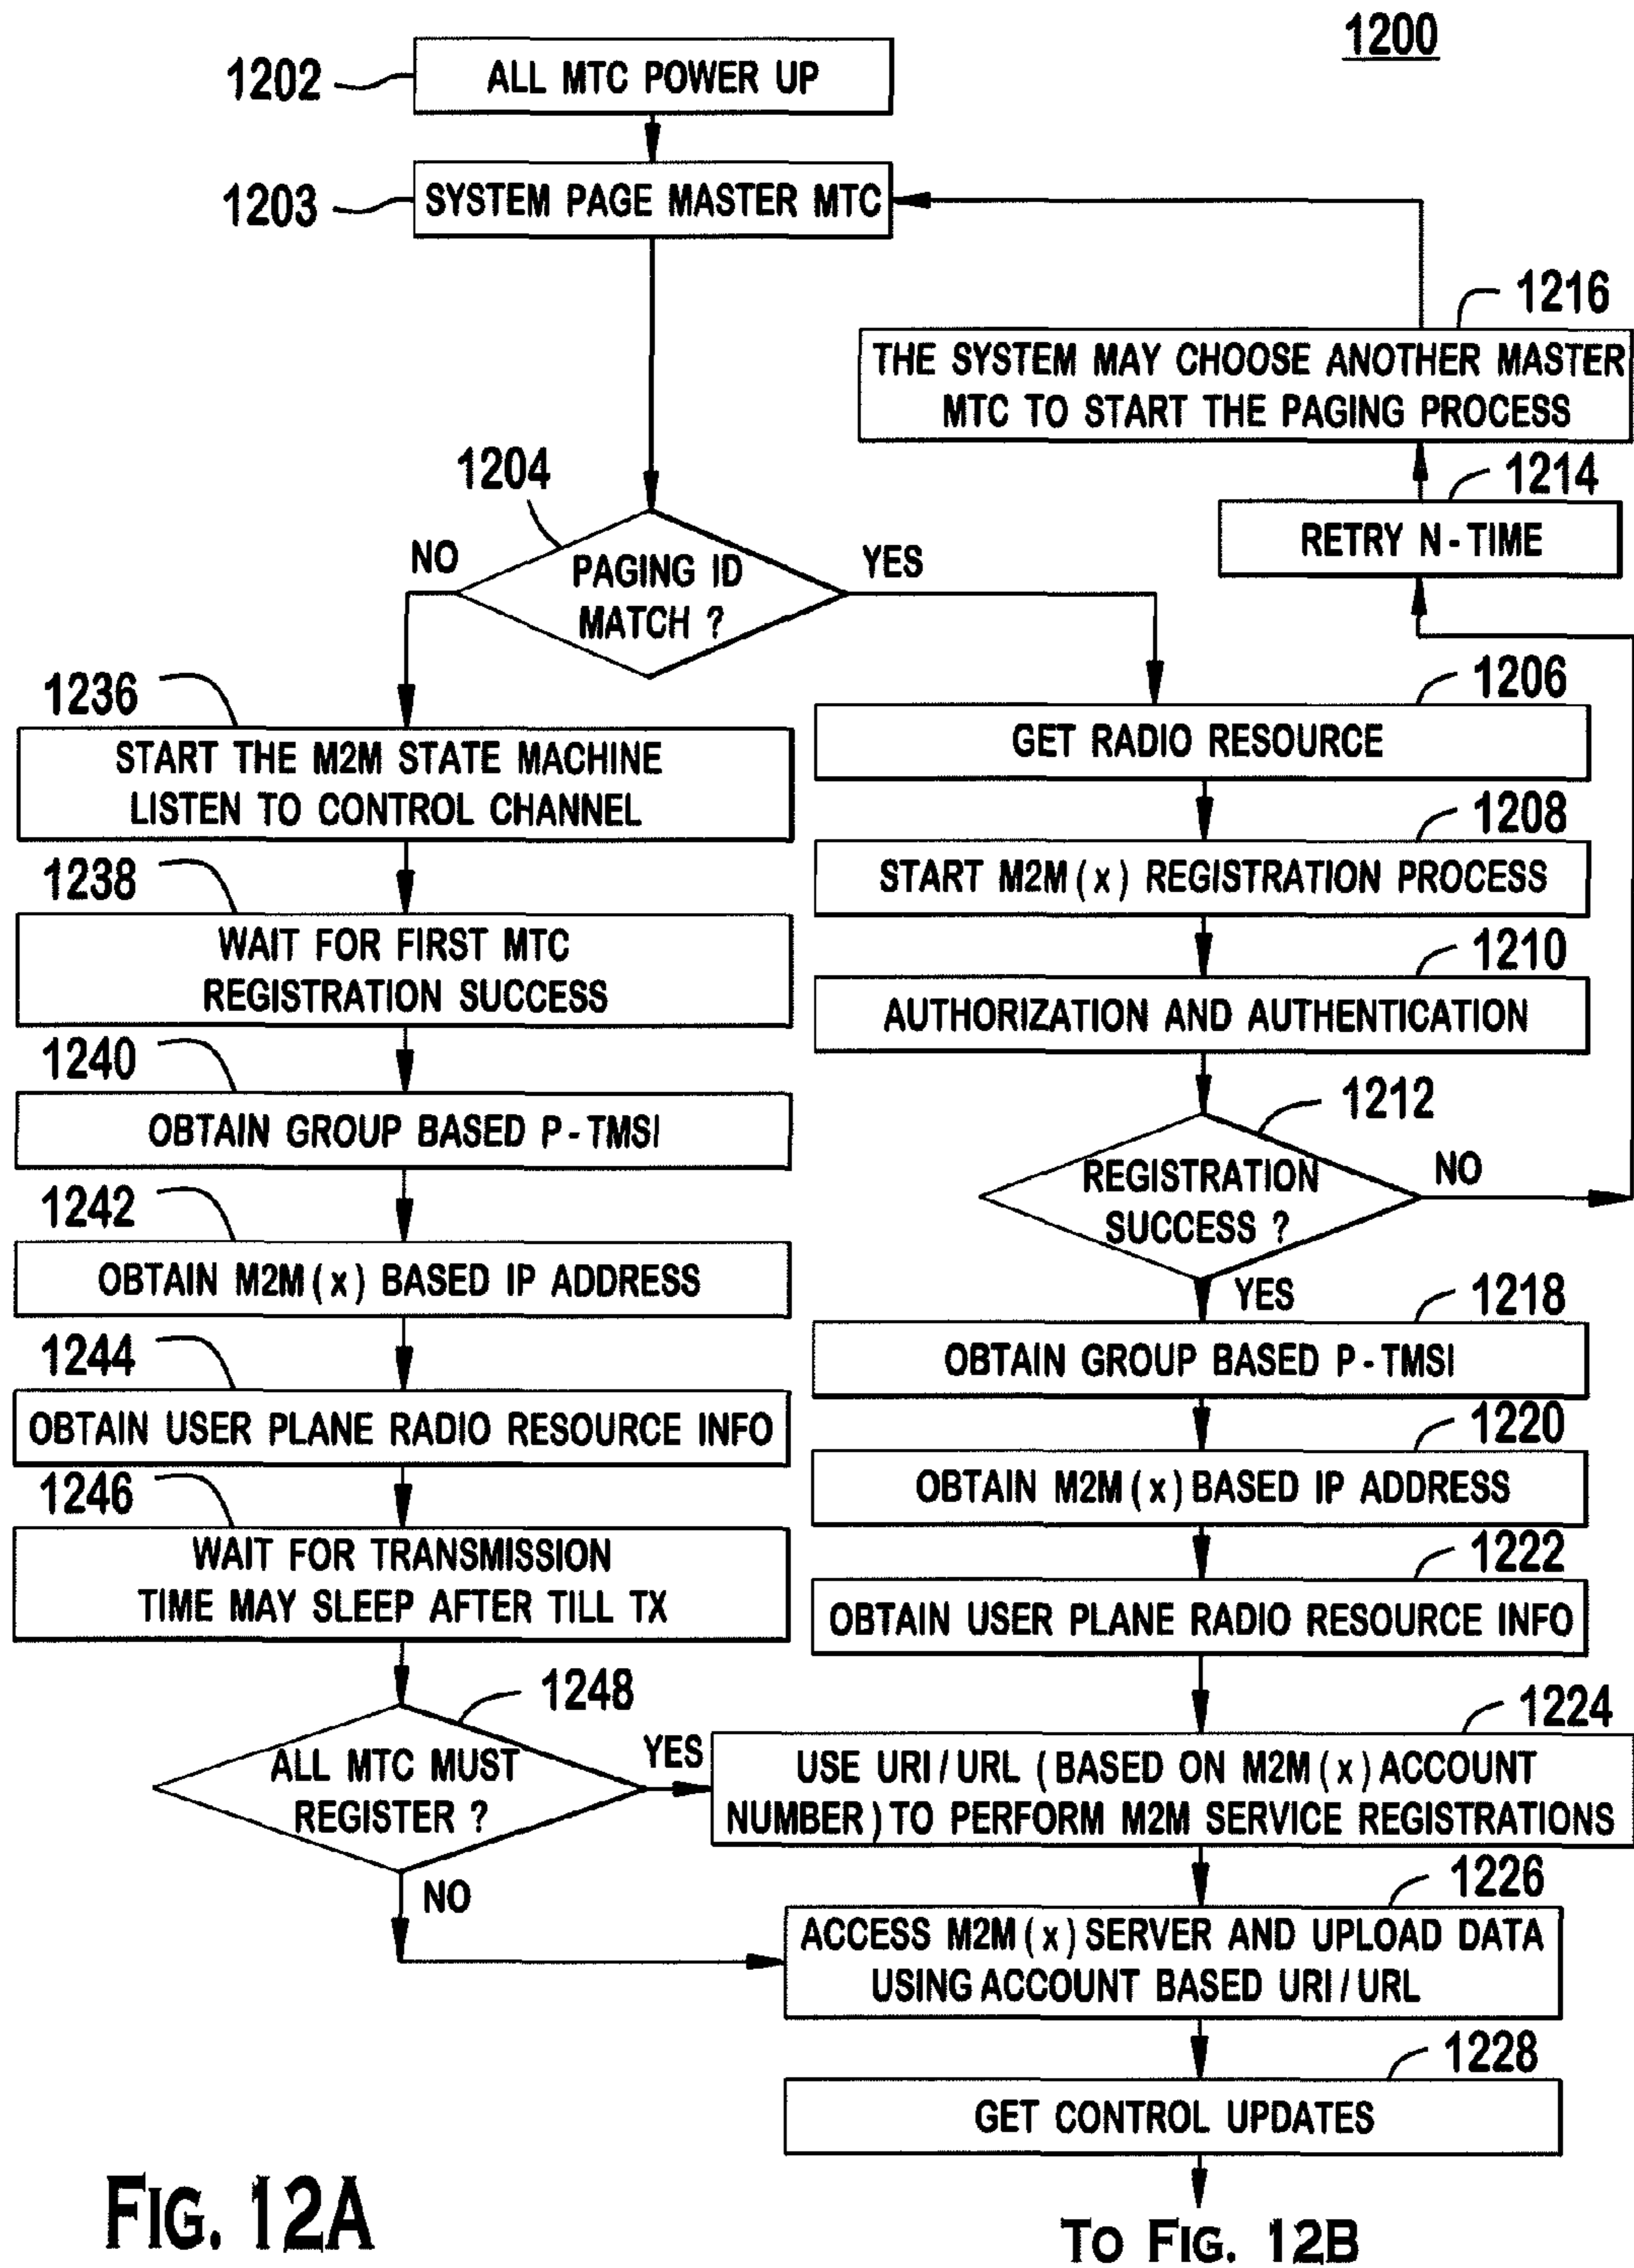 1200
1202
ALL MTC POWER UP
1203
SYSTEM PAGE MASTER MTC
1216
THE SYSTEM MAY CHOOSE ANOTHER MASTER
MTC TO START THE PAGING PROCESS
1214
RETRY N-TIME
1204
NO
PAGING ID
MATCH ?
YES
1236
START THE M2M STATE MACHINE
LISTEN TO CONTROL CHANNEL
1238
WAIT FOR FIRST MTC
REGISTRATION SUCCESS
1240
OBTAIN GROUP BASED P-TMSI
1242
OBTAIN M2M(x) BASED IP ADDRESS
1244
OBTAIN USER PLANE RADIO RESOURCE INFO
1246
WAIT FOR TRANSMISSION
TIME MAY SLEEP AFTER TILL TX
1248
ALL MTC MUST
REGISTER ?
YES
NO
1206
GET RADIO RESOURCE
1208
START M2M(x) REGISTRATION PROCESS
1210
AUTHORIZATION AND AUTHENTICATION
1212
REGISTRATION
SUCCESS ?
NO
YES
1218
OBTAIN GROUP BASED P-TMSI
1220
OBTAIN M2M(x) BASED IP ADDRESS
1222
OBTAIN USER PLANE RADIO RESOURCE INFO
1224
USE URI/URL (BASED ON M2M(x) ACCOUNT
NUMBER) TO PERFORM M2M SERVICE REGISTRATIONS
1226
ACCESS M2M(x) SERVER AND UPLOAD DATA
USING ACCOUNT BASED URI/URL
1228
GET CONTROL UPDATES
FIG. 12A
TO FIG. 12B